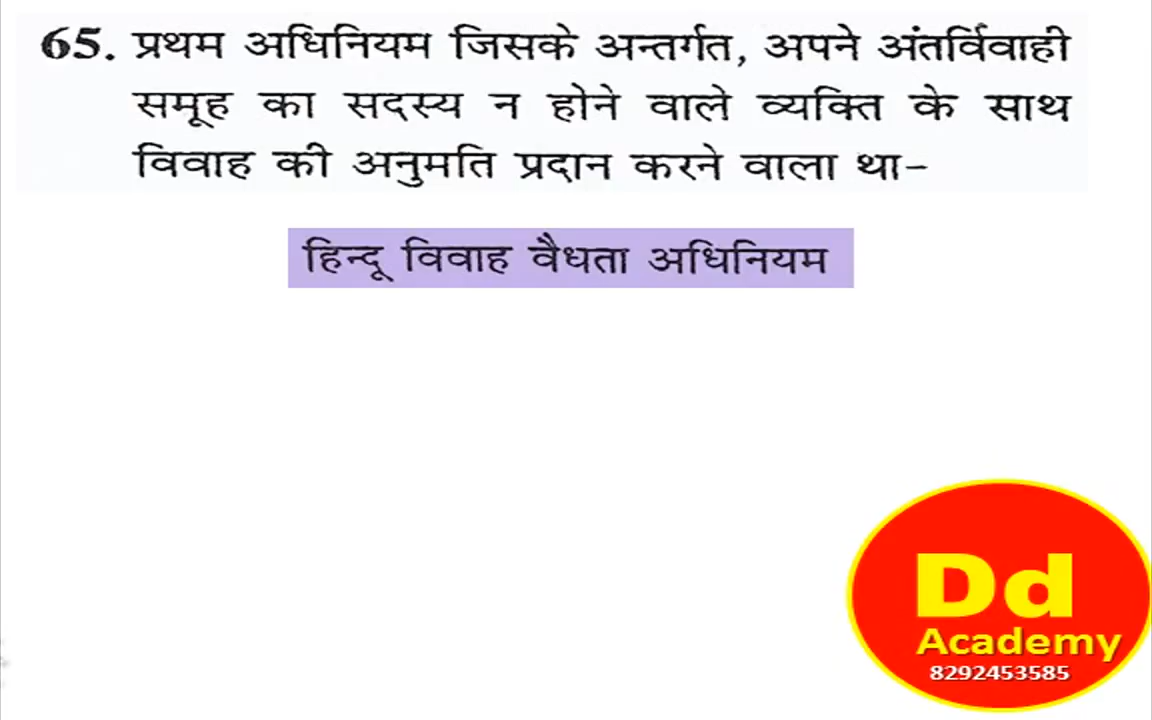 65. प्रथम अधिनियम जिसके अन्तर्गत, अपने अंतर्विवाही
समूह का सदस्य न होने वाले व्यक्ति के साथ
विवाह की अनुमति प्रदान करने वाला था–
हिन्दू विवाह वैधता अधिनियम
Dd
Academy
8292453585